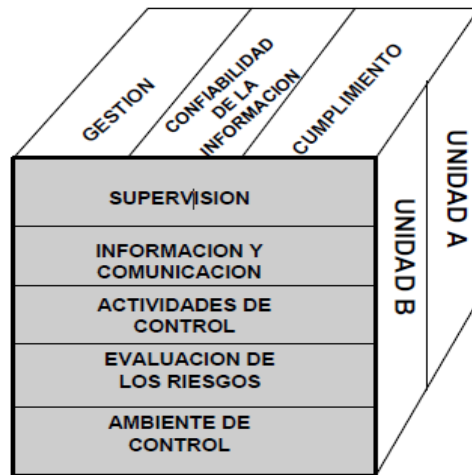 GESTION
CONFIABILIDAD
DE LA
INFORMACION
CUMPLIMIENTO
SUPERVISION
INFORMACION Y
COMUNICACION
ACTIVIDADES DE
CONTROL
EVALUACION DE
LOS RIESGOS
AMBIENTE DE
CONTROL
UNIDAD B
UNIDAD A